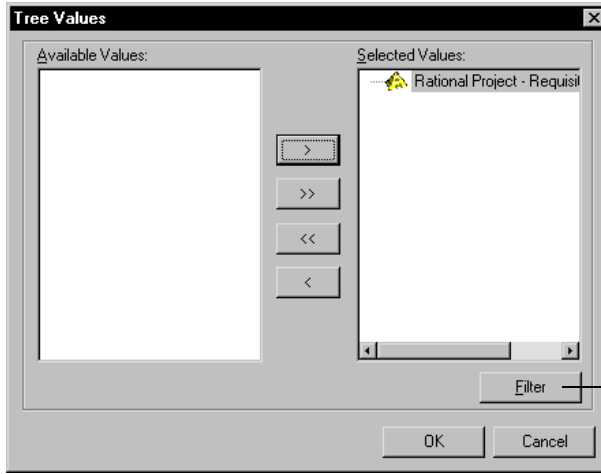 Tree Values
Available Values:
Selected Values:
Rational Project - Requisit
>
>>
<<
<
Filter
OK
Cancel